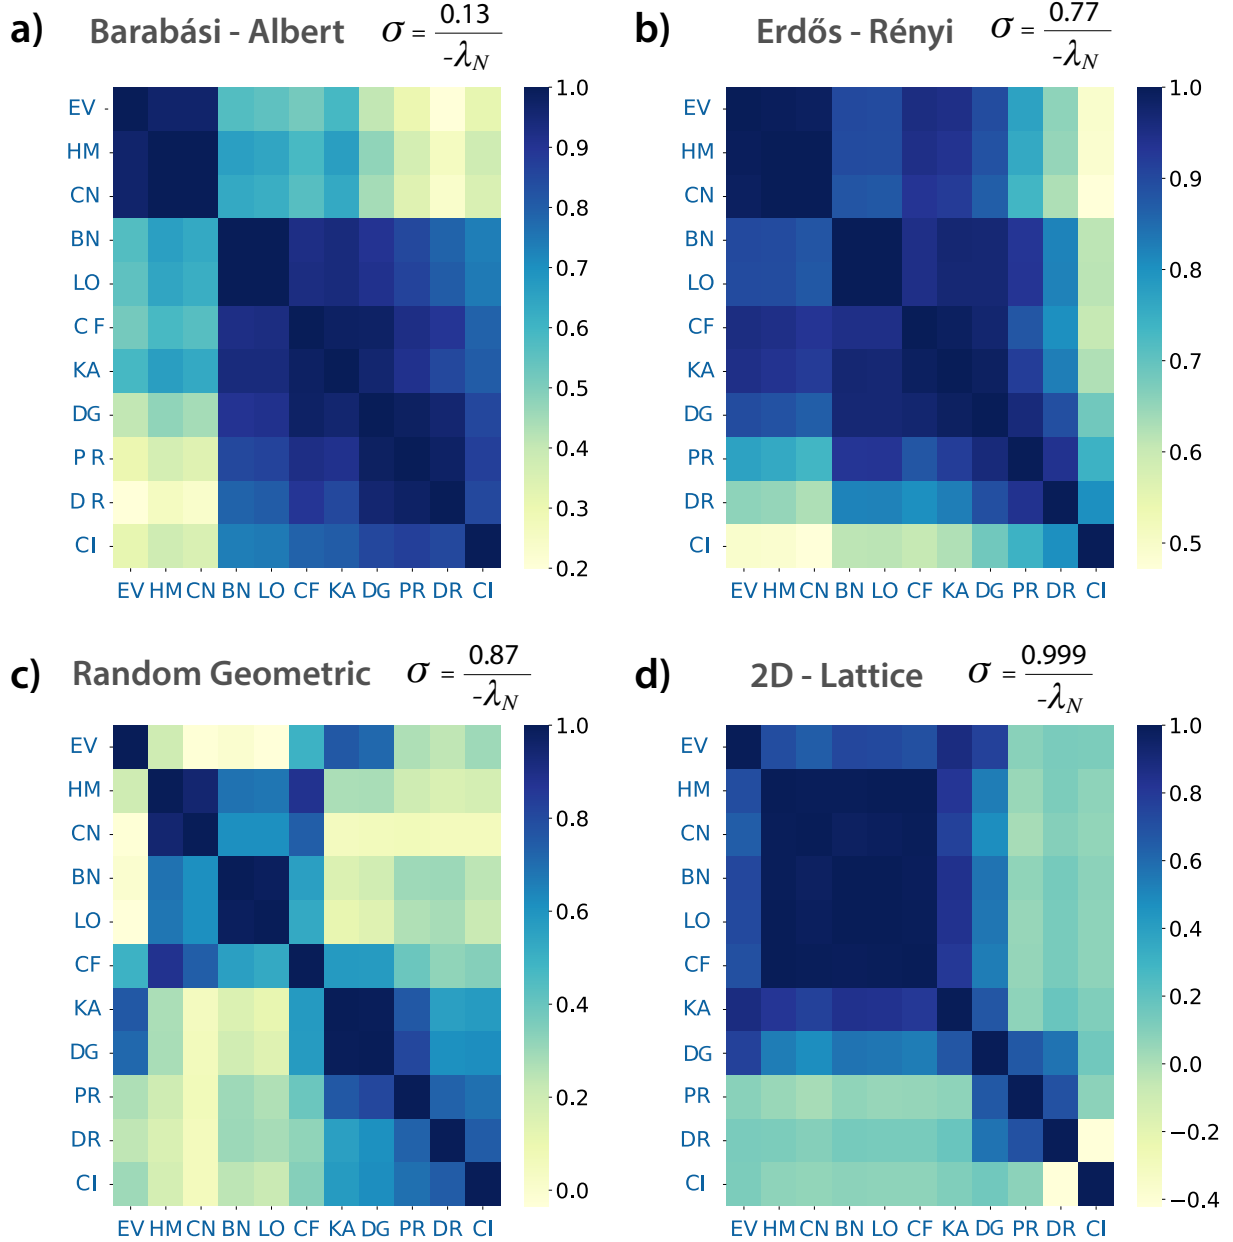 a) Barabási - Albert σ = 0.13 / -λN
1.0
0.9
0.8
0.7
0.6
0.5
0.4
0.3
0.2
EV
HM
CN
BN
LO
C F
KA
DG
P R
D R
CI
EV HM CN BN LO CF KA DG PR DR CI
b) Erdős - Rényi σ = 0.77 / -λN
1.0
0.9
0.8
0.7
0.6
0.5
EV
HM
CN
BN
LO
CF
KA
DG
PR
DR
CI
EV HM CN BN LO CF KA DG PR DR CI
c) Random Geometric σ = 0.87 / -λN
1.0
0.8
0.6
0.4
0.2
0.0
EV
HM
CN
BN
LO
CF
KA
DG
PR
DR
CI
EV HM CN BN LO CF KA DG PR DR CI
d) 2D - Lattice σ = 0.999 / -λN
1.0
0.8
0.6
0.4
0.2
0.0
−0.2
−0.4
EV
HM
CN
BN
LO
CF
KA
DG
PR
DR
CI
EV HM CN BN LO CF KA DG PR DR CI